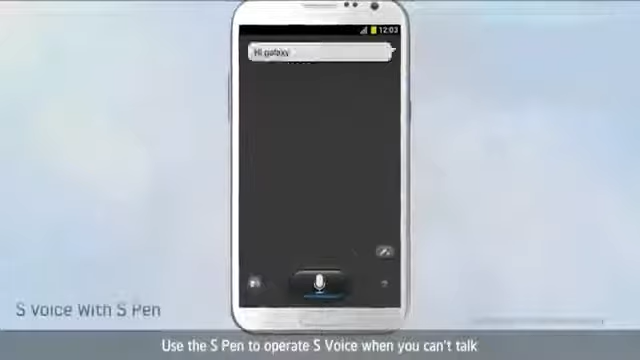 12:03
Hi galaxy
S Voice With S Pen
Use the S Pen to operate S Voice when you can't talk